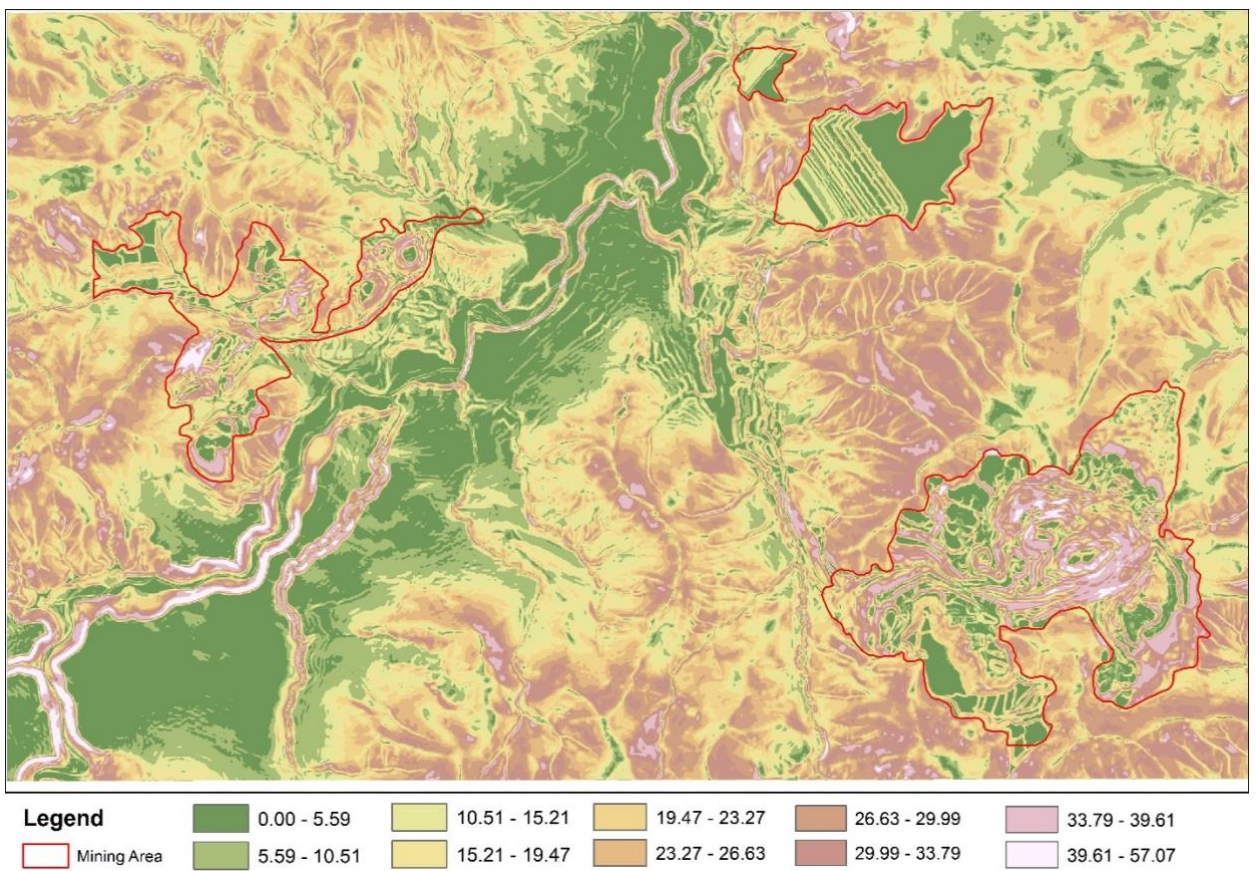 Legend
0.00 - 5.59
10.51 - 15.21
19.47 - 23.27
26.63 - 29.99
33.79 - 39.61
Mining Area
5.59 - 10.51
15.21 - 19.47
23.27 - 26.63
29.99 - 33.79
39.61 - 57.07